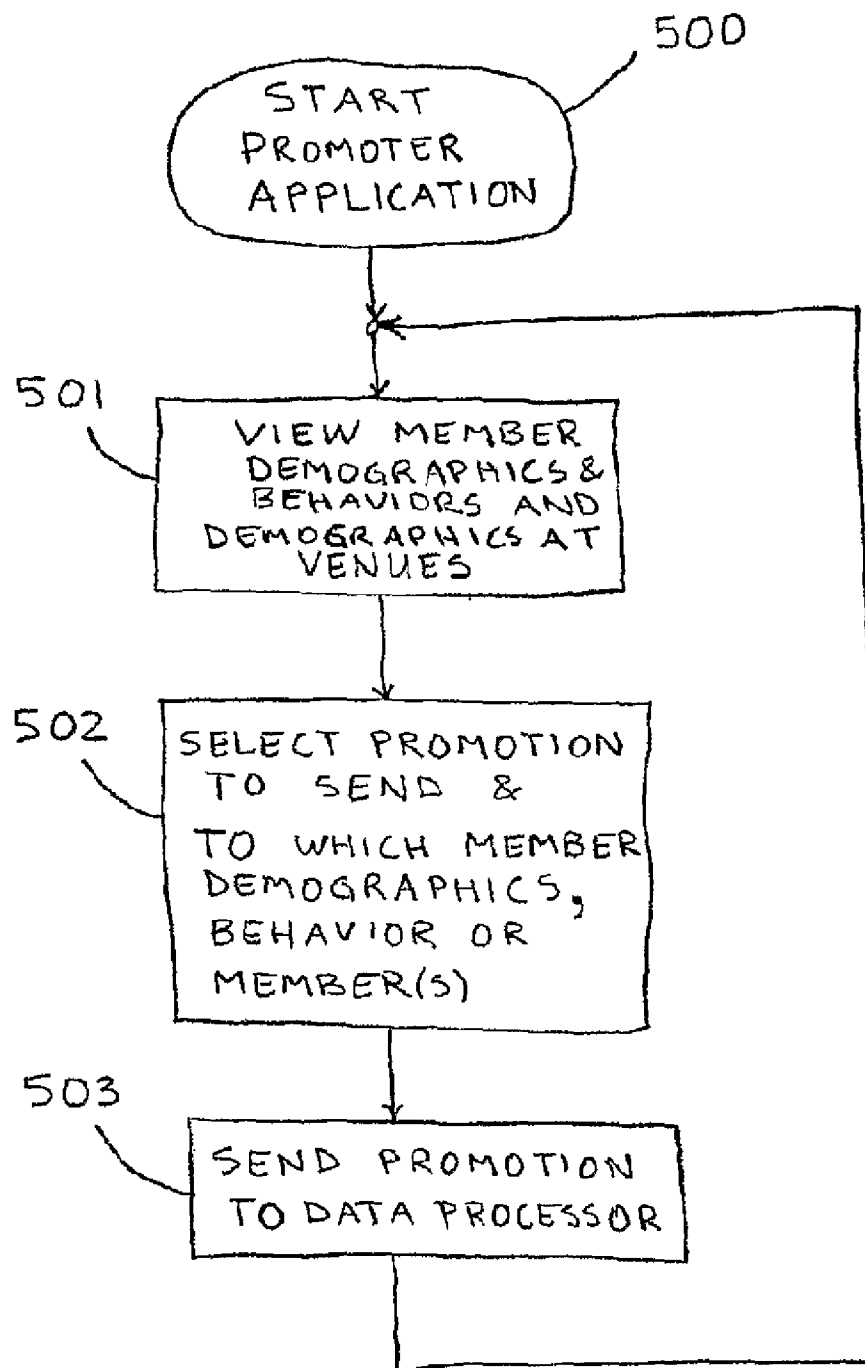 500
START
PROMOTER
APPLICATION
501
VIEW MEMBER
DEMOGRAPHICS &
BEHAVIORS AND
DEMOGRAPHICS AT
VENUES
502
SELECT PROMOTION
TO SEND &
TO WHICH MEMBER
DEMOGRAPHICS,
BEHAVIOR OR
MEMBER(S)
503
SEND PROMOTION
TO DATA PROCESSOR